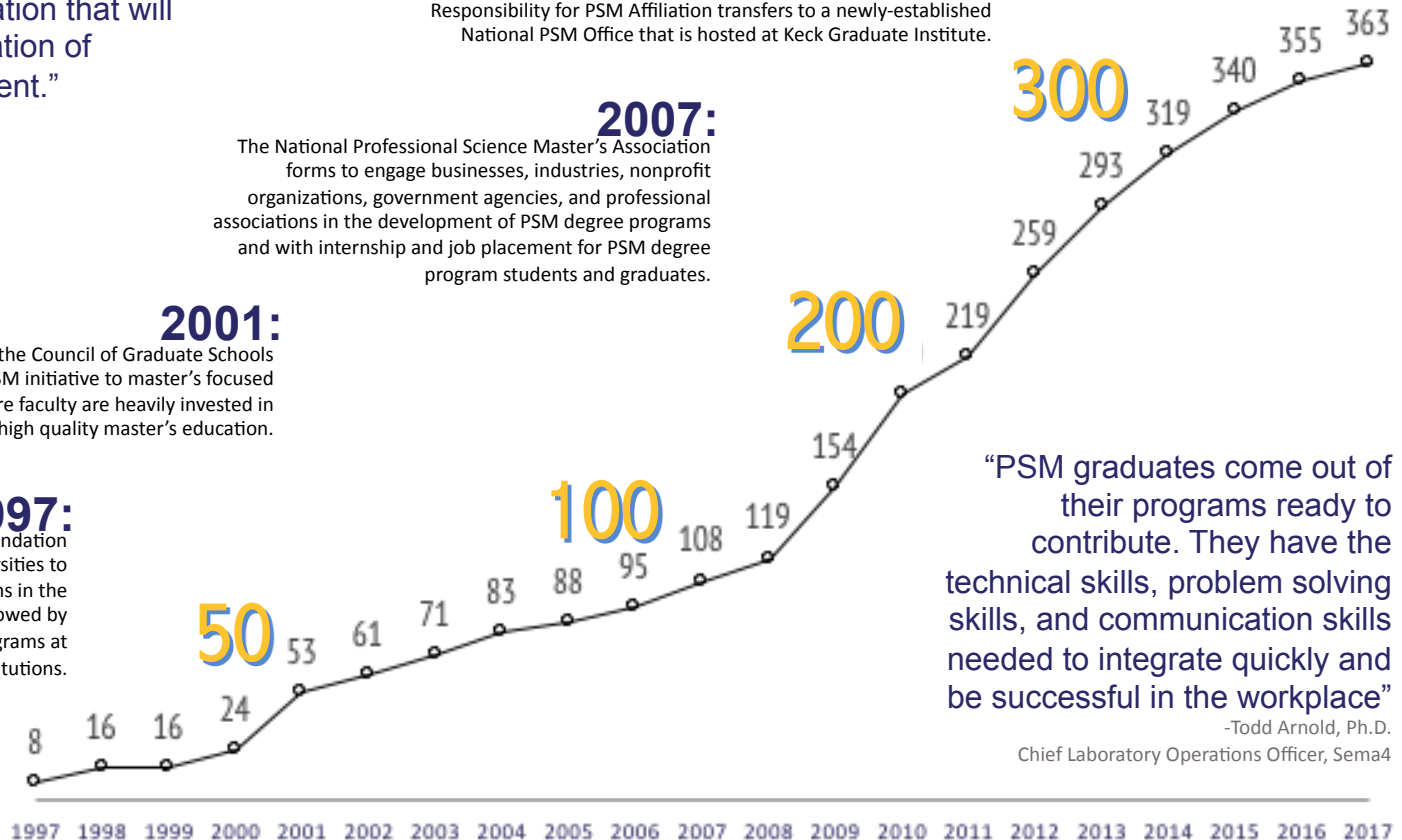 ation that will
ation of
ent.”
Responsibility for PSM Affiliation transfers to a newly-established
National PSM Office that is hosted at Keck Graduate Institute.
2007:
The National Professional Science Master’s Association
forms to engage businesses, industries, nonprofit
organizations, government agencies, and professional
associations in the development of PSM degree programs
and with internship and job placement for PSM degree
program students and graduates.
2001:
the Council of Graduate Schools
SM initiative to master’s focused
re faculty are heavily invested in
high quality master’s education.
997:
ndation
rsities to
ns in the
owed by
grams at
tutions.
50
100
200
300
8
16
16
24
53
61
71
83
88
95
108
119
154
219
259
293
319
340
355
363
“PSM graduates come out of
their programs ready to
contribute. They have the
technical skills, problem solving
skills, and communication skills
needed to integrate quickly and
be successful in the workplace”
-Todd Arnold, Ph.D.
Chief Laboratory Operations Officer, Sema4
1997 1998 1999 2000 2001 2002 2003 2004 2005 2006 2007 2008 2009 2010 2011 2012 2013 2014 2015 2016 2017